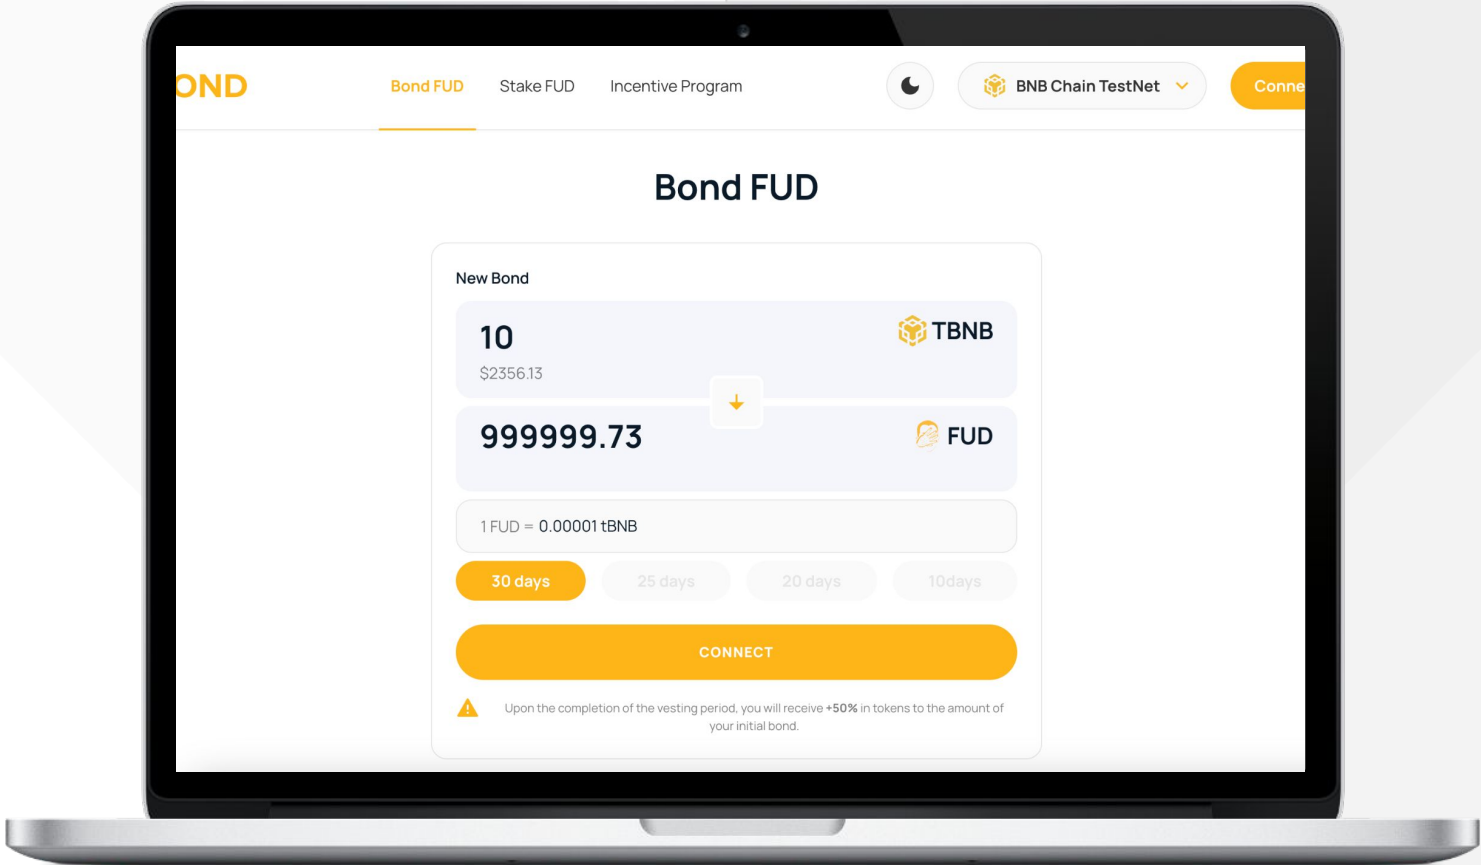 OND
Bond FUD Stake FUD Incentive Program BNB Chain TestNet Conne
Bond FUD
New Bond
10 TBNB
$2356.13
999999.73 FUD
1 FUD = 0.00001 tBNB
30 days 25 days 20 days 10days
CONNECT
Upon the completion of the vesting period, you will receive +50% in tokens to the amount of
your initial bond.